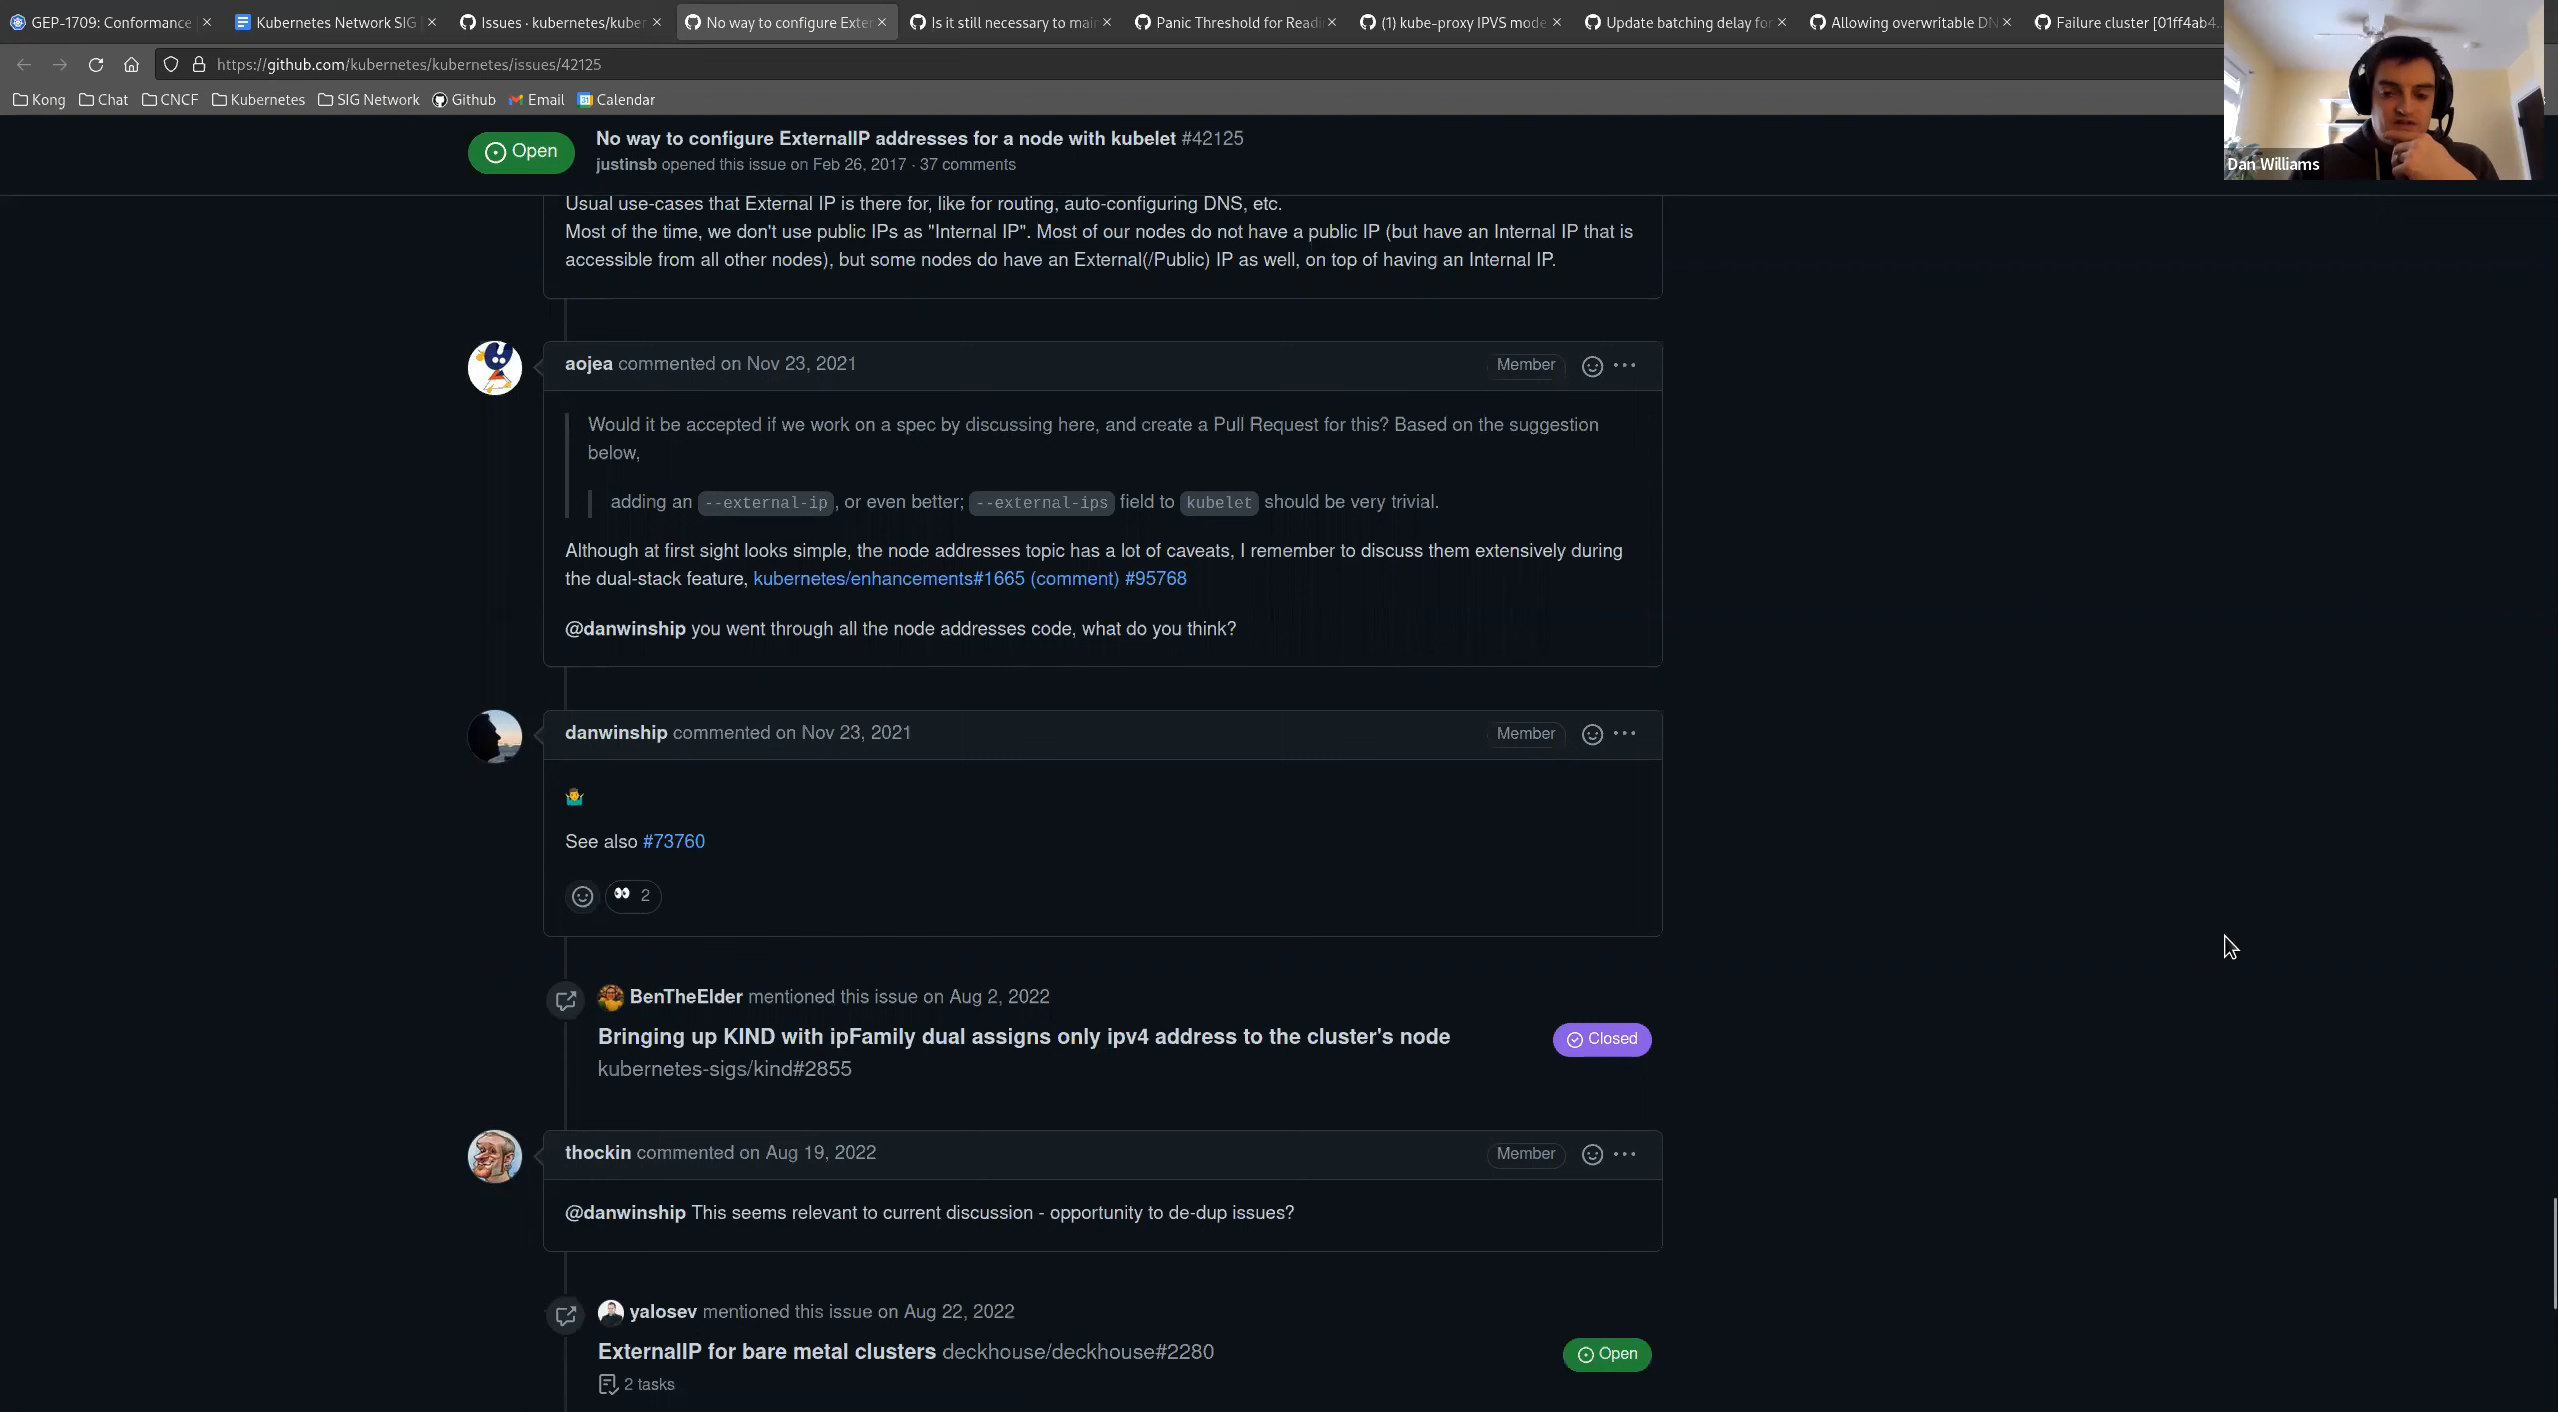 GEP-1709: Conformance
Kubernetes Network SIG
Issues · kubernetes/kuber
No way to configure Exter
Is it still necessary to mai
Panic Threshold for Readi
(1) kube-proxy IPVS mode
Update batching delay for
Allowing overwritable DN
Failure cluster [01ff4ab4...
https://github.com/kubernetes/kubernetes/issues/42125
Kong
Chat
CNCF
Kubernetes
SIG Network
Github
Email
Calendar
Dan Williams
Open
No way to configure ExternalIP addresses for a node with kubelet #42125
justinsb opened this issue on Feb 26, 2017 · 37 comments
Usual use-cases that External IP is there for, like for routing, auto-configuring DNS, etc.
Most of the time, we don't use public IPs as "Internal IP". Most of our nodes do not have a public IP (but have an Internal IP that is
accessible from all other nodes), but some nodes do have an External(/Public) IP as well, on top of having an Internal IP.
aojea commented on Nov 23, 2021
Member
Would it be accepted if we work on a spec by discussing here, and create a Pull Request for this? Based on the suggestion
below,
adding an --external-ip, or even better; --external-ips field to kubelet should be very trivial.
Although at first sight looks simple, the node addresses topic has a lot of caveats, I remember to discuss them extensively during
the dual-stack feature, kubernetes/enhancements#1665 (comment) #95768
@danwinship you went through all the node addresses code, what do you think?
danwinship commented on Nov 23, 2021
Member
🤷‍♂️
See also #73760
👀 2
BenTheElder mentioned this issue on Aug 2, 2022
Bringing up KIND with ipFamily dual assigns only ipv4 address to the cluster's node
Closed
kubernetes-sigs/kind#2855
thockin commented on Aug 19, 2022
Member
@danwinship This seems relevant to current discussion - opportunity to de-dup issues?
yalosev mentioned this issue on Aug 22, 2022
ExternalIP for bare metal clusters deckhouse/deckhouse#2280
Open
2 tasks